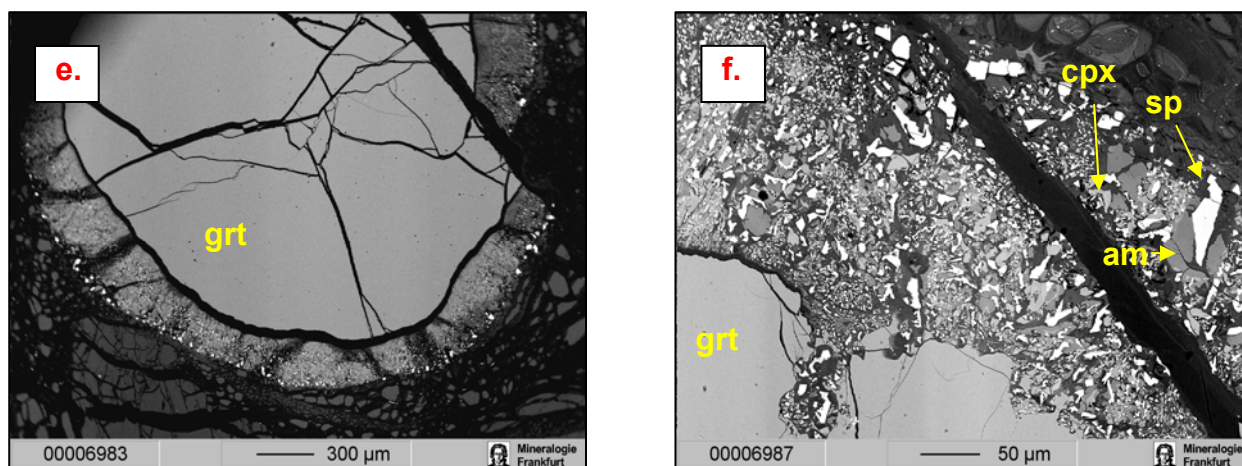 e.
grt
00006983
300 µm
Mineralogie
Frankfurt
f.
cpx
sp
am
grt
00006987
50 µm
Mineralogie
Frankfurt